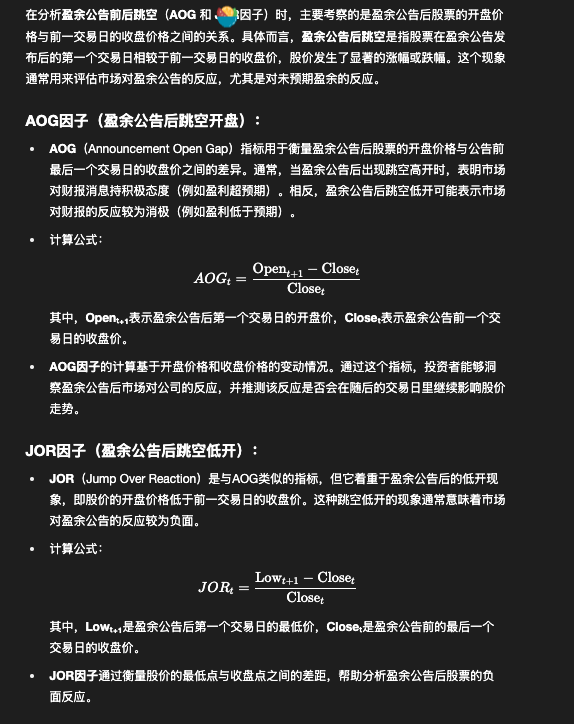 在分析盈余公告前后跳空（AOG 和 因子）时，主要考察的是盈余公告后股票的开盘价
格与前一交易日的收盘价格之间的关系。具体而言，盈余公告后跳空是指股票在盈余公告发
布后的第一个交易日相较于前一交易日的收盘价，股价发生了显著的涨幅或跌幅。这个现象
通常用来评估市场对盈余公告的反应，尤其是对未预期盈余的反应。
AOG因子（盈余公告后跳空开盘）：
• AOG（Announcement Open Gap）指标用于衡量盈余公告后股票的开盘价格与公告前
最后一个交易日的收盘价之间的差异。通常，当盈余公告后出现跳空高开时，表明市场
对财报消息持积极态度（例如盈利超预期）。相反，盈余公告后跳空低开可能表示市场
对财报的反应较为消极（例如盈利低于预期）。
• 计算公式：
AOGₜ = (Openₜ₊₁ − Closeₜ) / Closeₜ
其中，Openₜ₊₁表示盈余公告后第一个交易日的开盘价，Closeₜ表示盈余公告前一个交
易日的收盘价。
• AOG因子的计算基于开盘价格和收盘价格的变动情况。通过这个指标，投资者能够洞
察盈余公告后市场对公司的反应，并推测该反应是否会在随后的交易日里继续影响股价
走势。
JOR因子（盈余公告后跳空低开）：
• JOR（Jump Over Reaction）是与AOG类似的指标，但它着重于盈余公告后的低开现
象，即股价的开盘价格低于前一交易日的收盘价。这种跳空低开的现象通常意味着市场
对盈余公告的反应较为负面。
• 计算公式：
JORₜ = (Lowₜ₊₁ − Closeₜ) / Closeₜ
其中，Lowₜ₊₁是盈余公告后第一个交易日的最低价，Closeₜ是盈余公告前的最后一个
交易日的收盘价。
• JOR因子通过衡量股价的最低点与收盘点之间的差距，帮助分析盈余公告后股票的负
面反应。